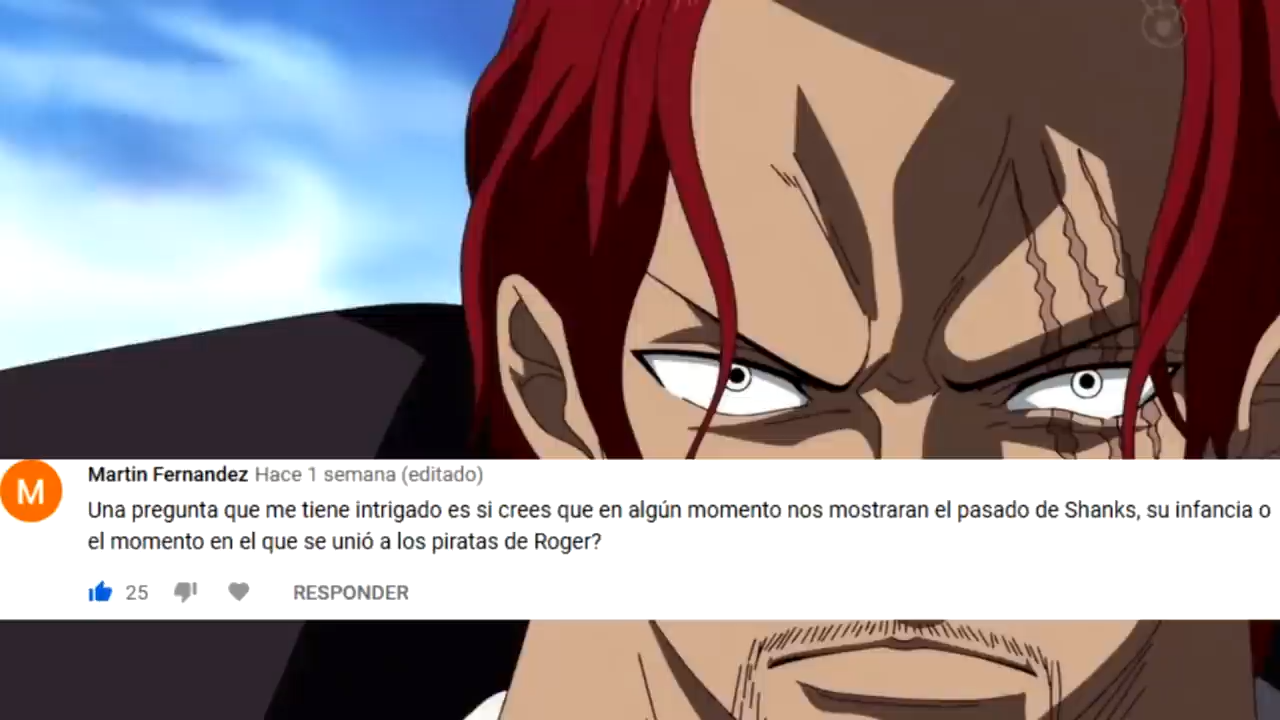 M
Martin Fernandez Hace 1 semana (editado)
Una pregunta que me tiene intrigado es si crees que en algún momento nos mostraran el pasado de Shanks, su infancia o
el momento en el que se unió a los piratas de Roger?
25 RESPONDER